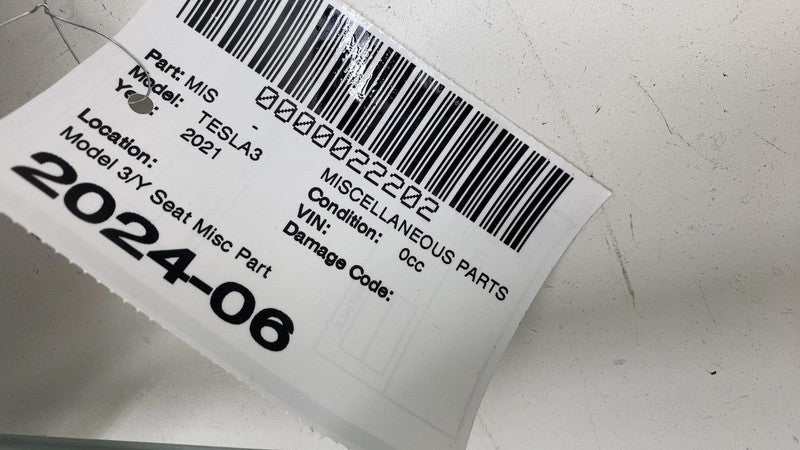 0000022202
Part: MIS - MISCELLANEOUS PARTS
Model: TESLA3 Condition: 0cc
Year: 2021 VIN:
Damage Code:
Location:
Model 3/Y Seat Misc Part
2024-06